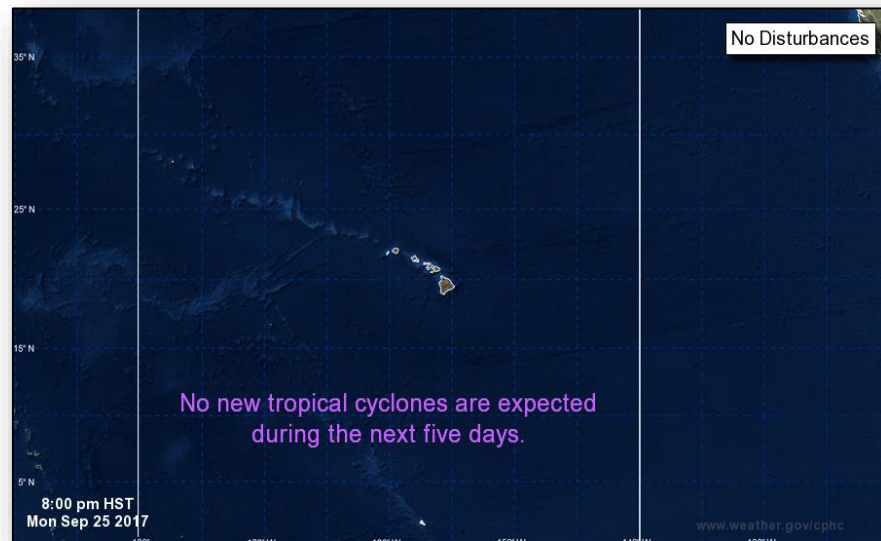 No Disturbances
35° N
25° N
15° N
No new tropical cyclones are expected
during the next five days.
5° N
8:00 pm HST
Mon Sep 25 2017
www.weather.gov/cphc